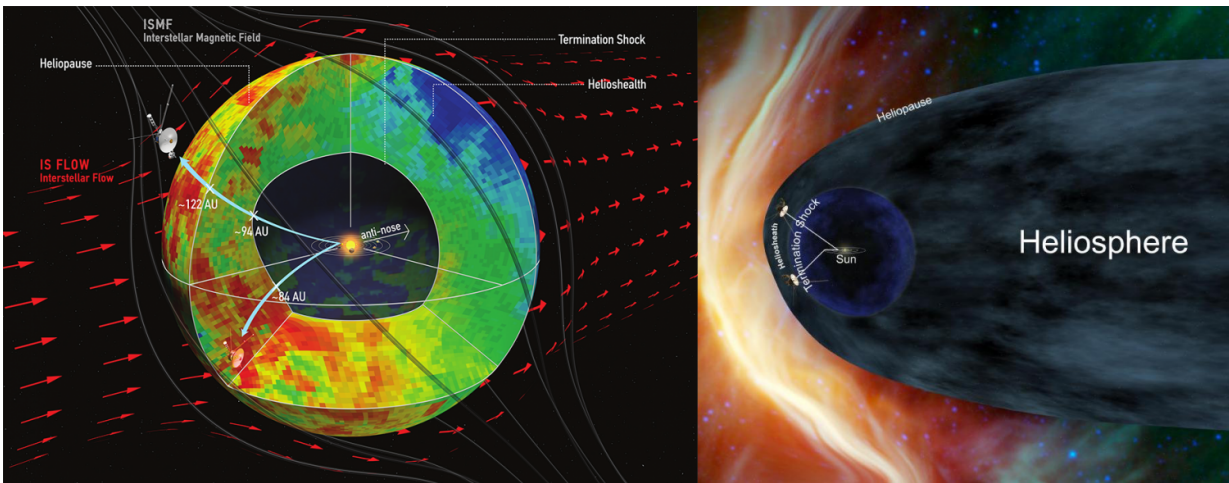 ISMF
Interstellar Magnetic Field
Termination Shock
Heliopause
Helioshealth
IS FLOW
Interstellar Flow
~122 AU
~94 AU
anti-nose
~84 AU
Heliopause
Heliosheath
Termination Shock
Sun
Heliosphere